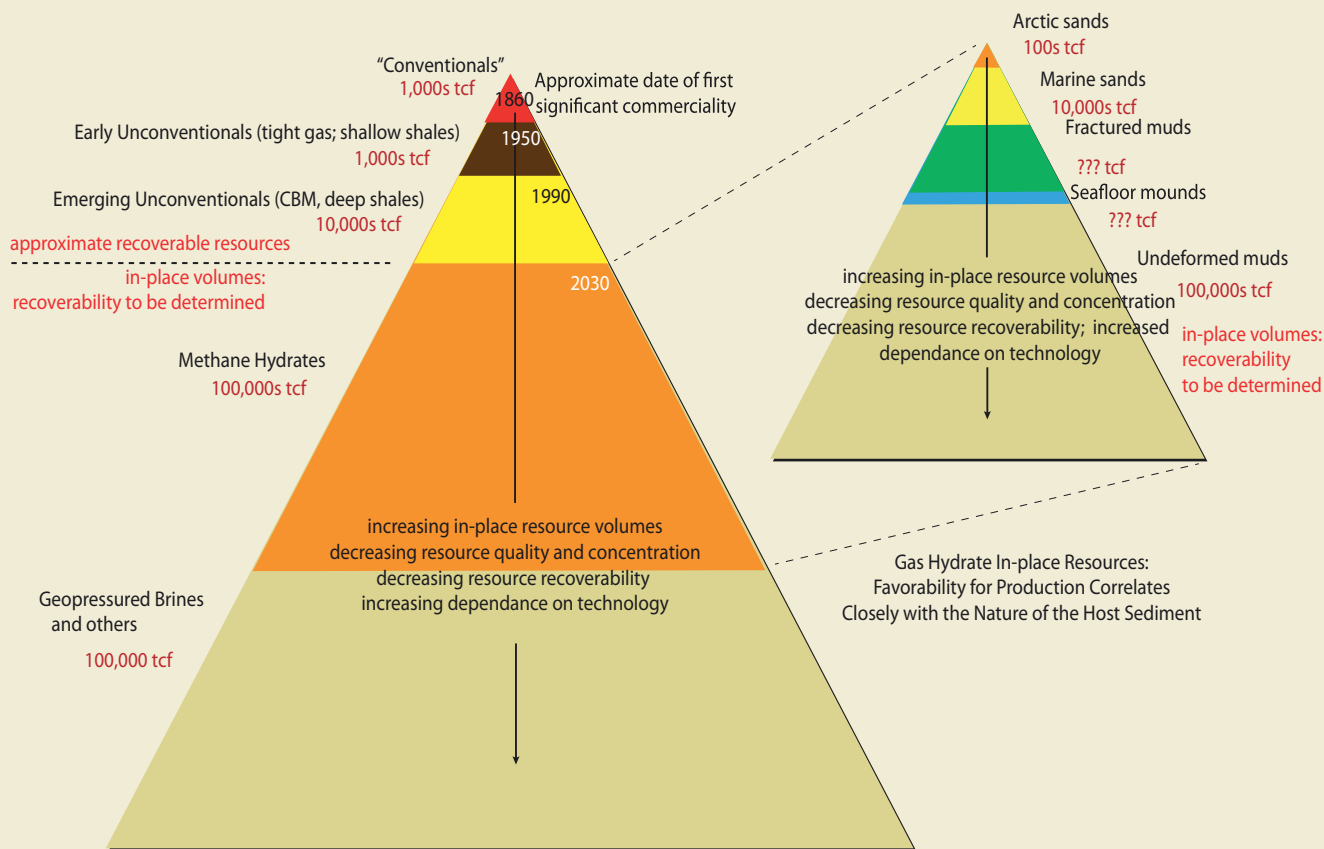 “Conventionals”
1,000s tcf
1860
Approximate date of first
significant commerciality
Early Unconventionals (tight gas; shallow shales)
1,000s tcf
1950
Emerging Unconventionals (CBM, deep shales)
10,000s tcf
1990
approximate recoverable resources
in-place volumes:
recoverability to be determined
2030
Methane Hydrates
100,000s tcf
increasing in-place resource volumes
decreasing resource quality and concentration
decreasing resource recoverability
increasing dependance on technology
Geopressured Brines
and others
100,000 tcf
Arctic sands
100s tcf
Marine sands
10,000s tcf
Fractured muds
??? tcf
Seafloor mounds
??? tcf
Undeformed muds
100,000s tcf
increasing in-place resource volumes
decreasing resource quality and concentration
decreasing resource recoverability; increased
dependance on technology
in-place volumes:
recoverability
to be determined
Gas Hydrate In-place Resources:
Favorability for Production Correlates
Closely with the Nature of the Host Sediment